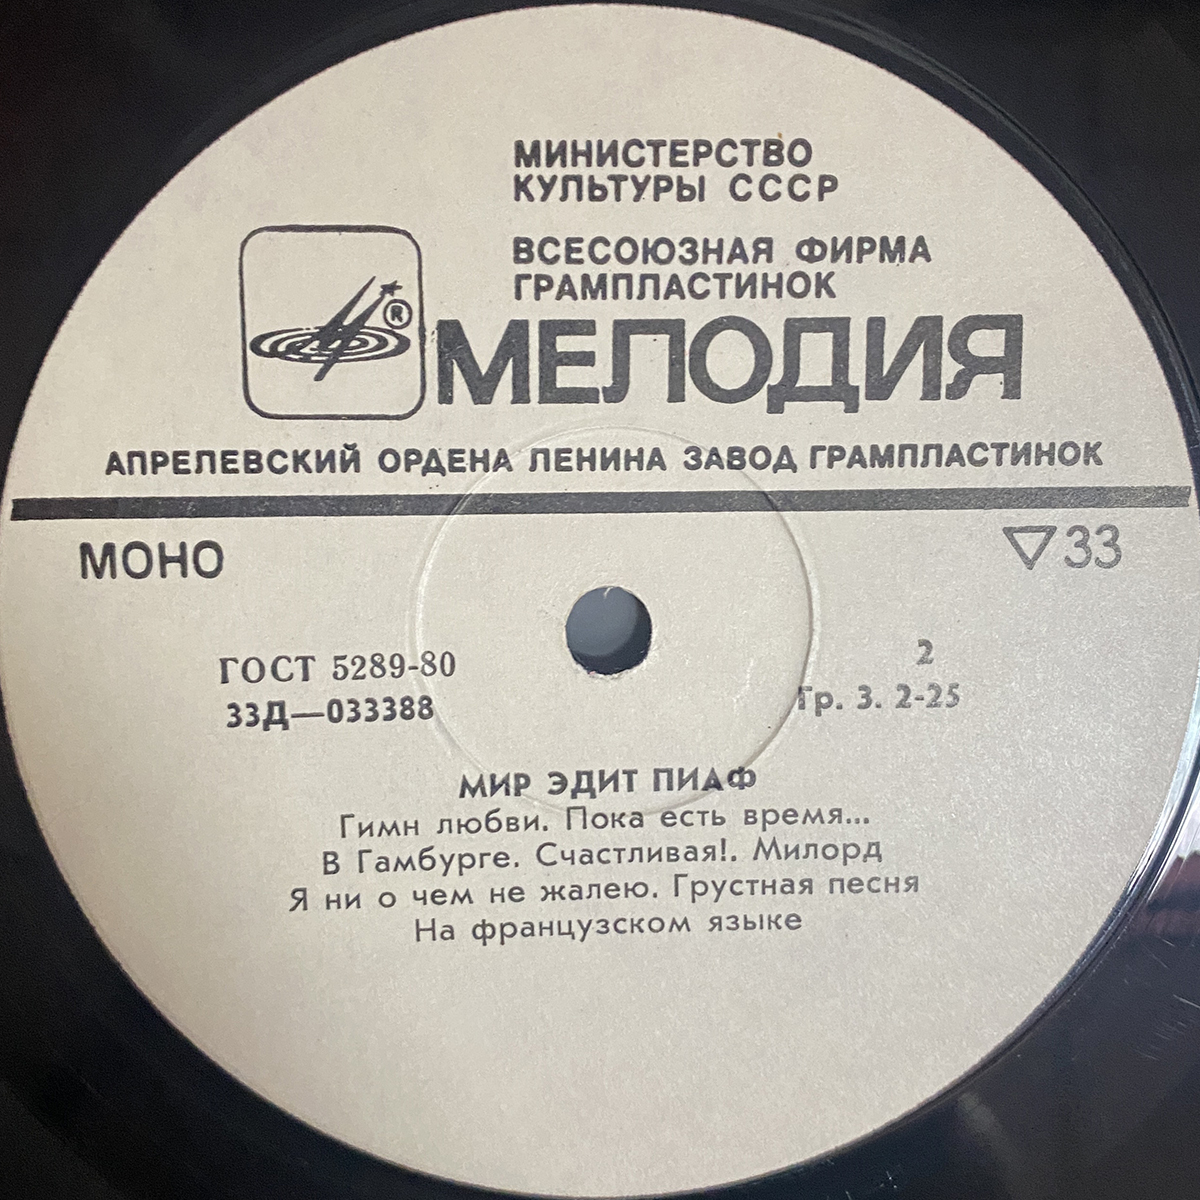 МИНИСТЕРСТВО
КУЛЬТУРЫ СССР
ВСЕСОЮЗНАЯ ФИРМА
ГРАМПЛАСТИНОК
®
МЕЛОДИЯ
АПРЕЛЕВСКИЙ ОРДЕНА ЛЕНИНА ЗАВОД ГРАМПЛАСТИНОК
МОНО
▽33
ГОСТ 5289-80
2
33Д—033388
Гр. 3. 2-25
МИР ЭДИТ ПИАФ
Гимн любви. Пока есть время...
В Гамбурге. Счастливая!. Милорд
Я ни о чем не жалею. Грустная песня
На французском языке